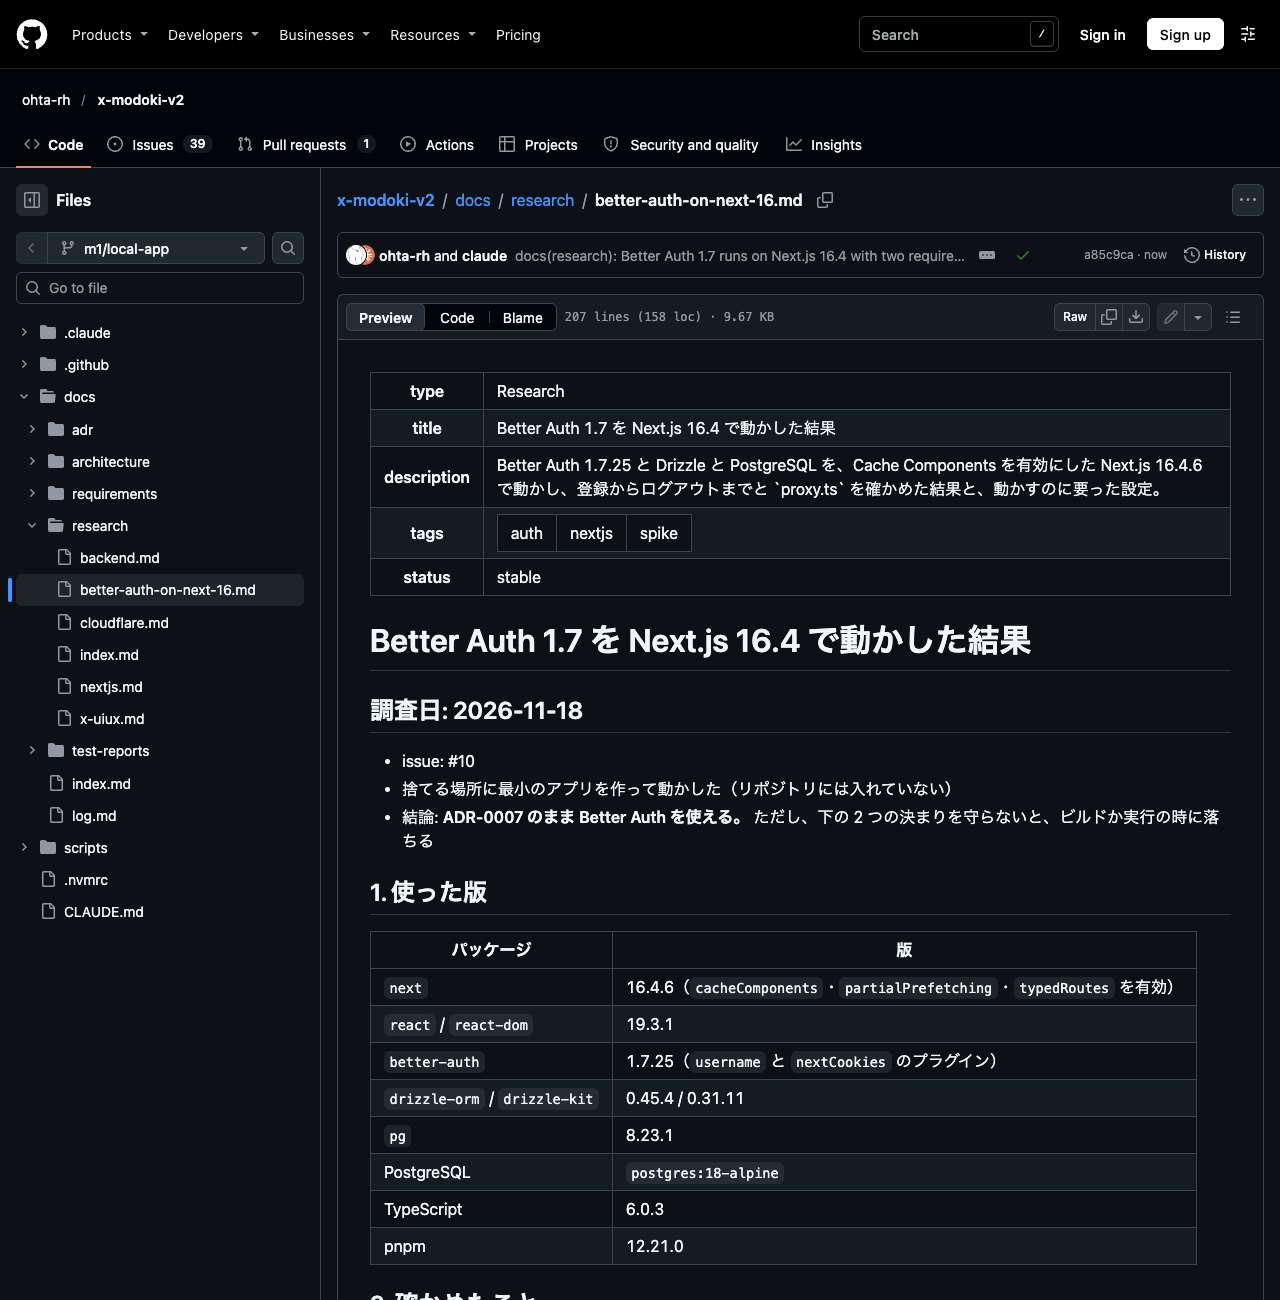 Products Developers Businesses Resources Pricing Search / Sign in Sign up
ohta-rh / x-modoki-v2
Code Issues 39 Pull requests 1 Actions Projects Security and quality Insights
Files
m1/local-app
Go to file
.claude
.github
docs
adr
architecture
requirements
research
backend.md
better-auth-on-next-16.md
cloudflare.md
index.md
nextjs.md
x-uiux.md
test-reports
index.md
log.md
scripts
.nvmrc
CLAUDE.md
x-modoki-v2 / docs / research / better-auth-on-next-16.md
ohta-rh and claude docs(research): Better Auth 1.7 runs on Next.js 16.4 with two require... a85c9ca · now History
Preview Code Blame 207 lines (158 loc) · 9.67 KB Raw
type Research
title Better Auth 1.7 を Next.js 16.4 で動かした結果
description Better Auth 1.7.25 と Drizzle と PostgreSQL を、Cache Components を有効にした Next.js 16.4.6
で動かし、登録からログアウトまでと `proxy.ts` を確かめた結果と、動かすのに要った設定。
tags auth nextjs spike
status stable
Better Auth 1.7 を Next.js 16.4 で動かした結果
調査日: 2026-11-18
• issue: #10
• 捨てる場所に最小のアプリを作って動かした（リポジトリには入れていない）
• 結論: ADR-0007 のまま Better Auth を使える。 ただし、下の 2 つの決まりを守らないと、ビルドか実行の時に落
ちる
1. 使った版
パッケージ 版
next 16.4.6（cacheComponents・partialPrefetching・typedRoutes を有効）
react / react-dom 19.3.1
better-auth 1.7.25（username と nextCookies のプラグイン）
drizzle-orm / drizzle-kit 0.45.4 / 0.31.11
pg 8.23.1
PostgreSQL postgres:18-alpine
TypeScript 6.0.3
pnpm 12.21.0
2. 確かめたこと